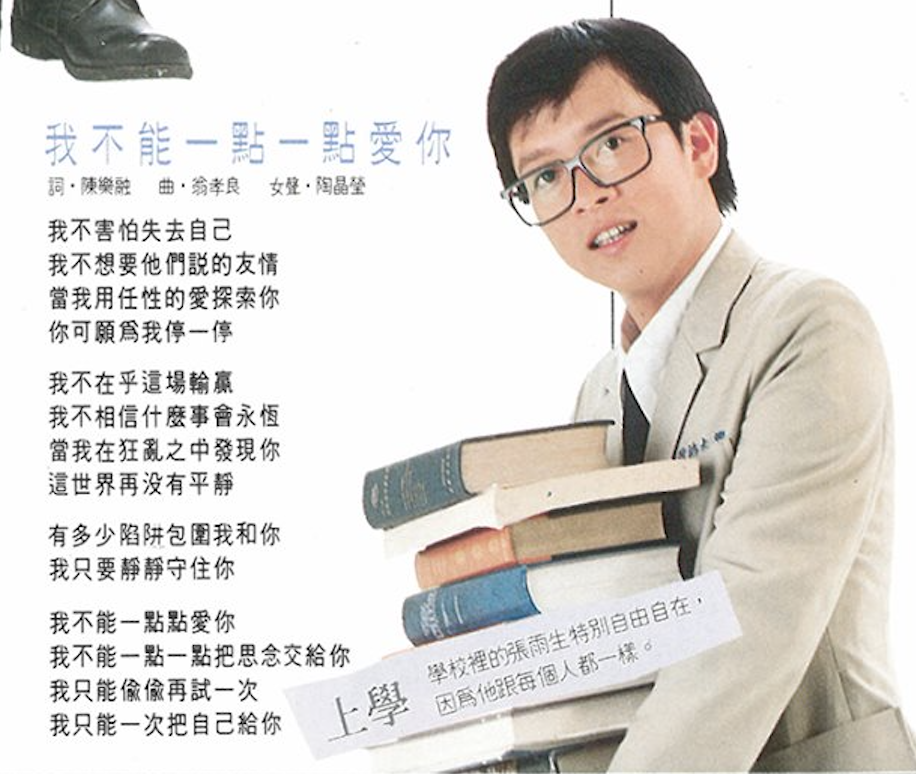 我不能一點一點愛你
詞・陳樂融　曲・翁孝良　女聲・陶晶瑩
我不害怕失去自己
我不想要他們說的友情
當我用任性的愛探索你
你可願爲我停一停
我不在乎這場輸贏
我不相信什麼事會永恆
當我在狂亂之中發現你
這世界再没有平靜
有多少陷阱包圍我和你
我只要靜靜守住你
我不能一點點愛你
我不能一點一點把思念交給你
我只能偷偷再試一次
我只能一次把自己給你
上學
學校裡的張雨生特別自由自在，
因爲他跟每個人都一樣。